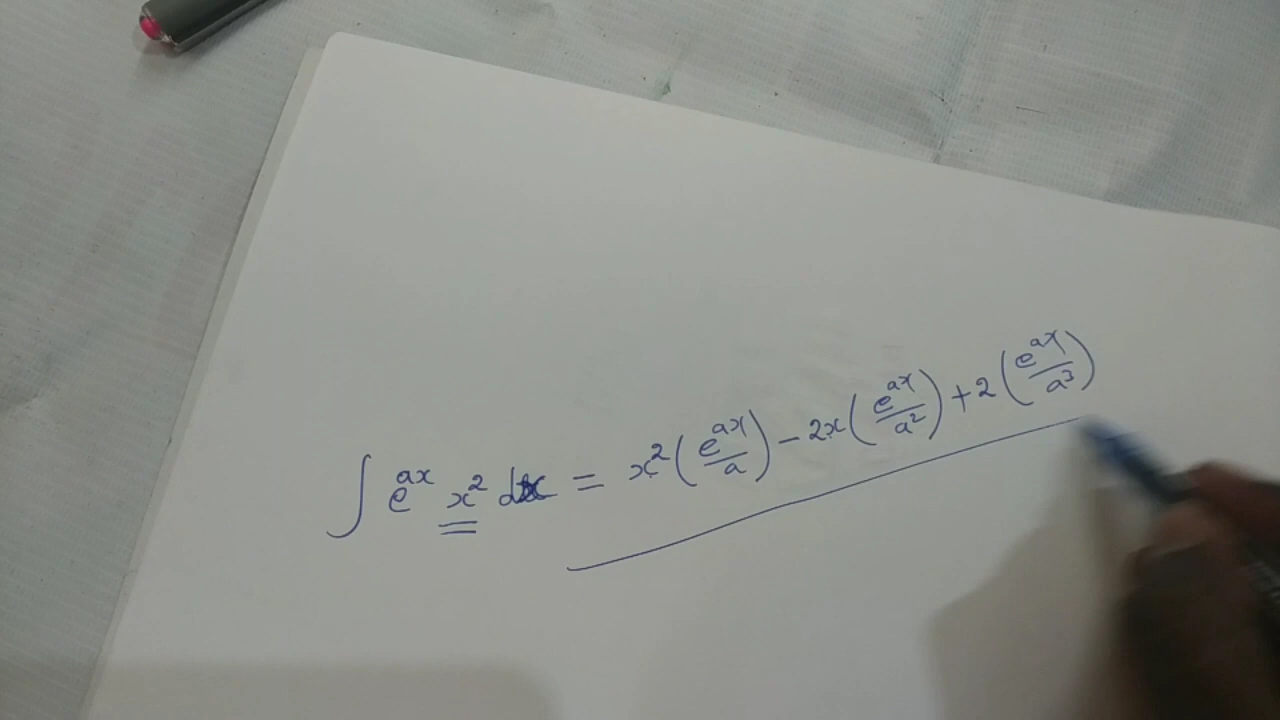 ∫ e^{ax} x² dx = x² (e^{ax}/a) − 2x (e^{ax}/a²) + 2 (e^{ax}/a³)